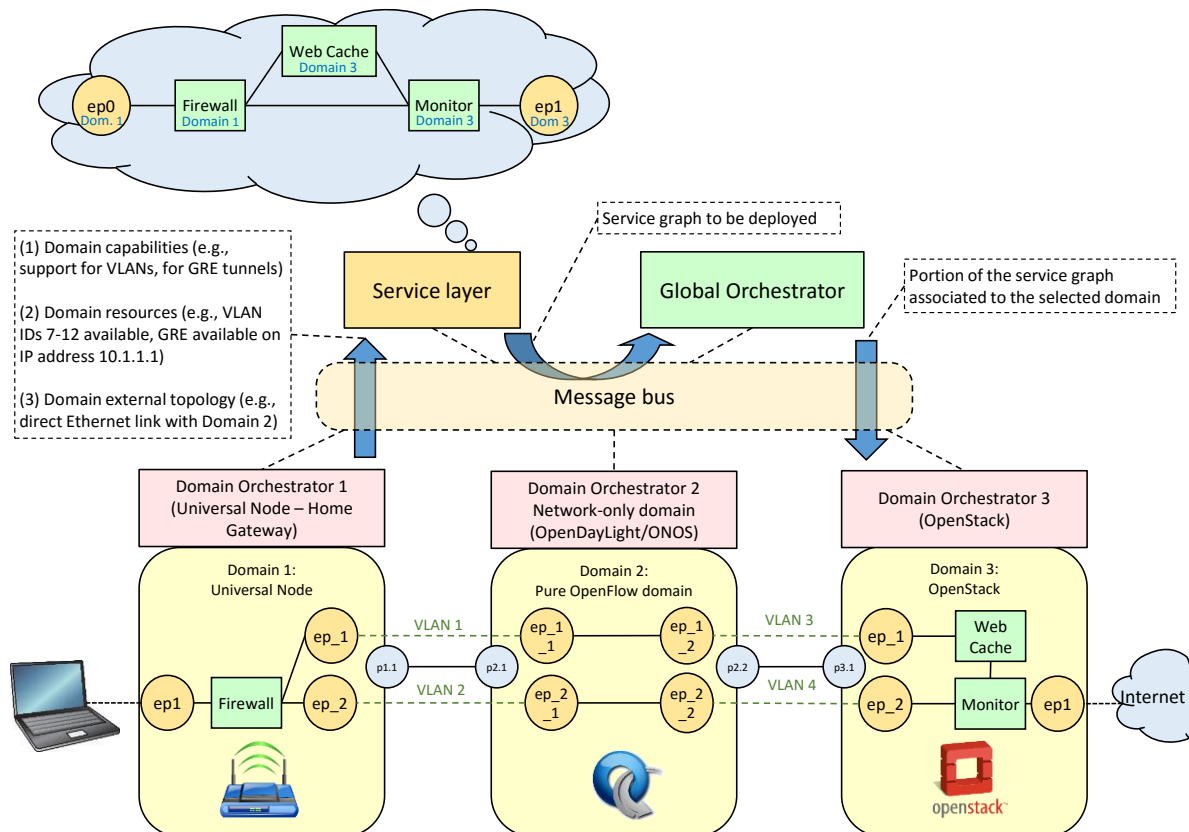 Web Cache
Domain 3
ep0
Dom. 1
Firewall
Domain 1
Monitor
Domain 3
ep1
Dom 3
(1) Domain capabilities (e.g.,
support for VLANs, for GRE tunnels)
(2) Domain resources (e.g., VLAN
IDs 7-12 available, GRE available on
IP address 10.1.1.1)
(3) Domain external topology (e.g.,
direct Ethernet link with Domain 2)
Service graph to be deployed
Service layer
Global Orchestrator
Portion of the service graph
associated to the selected domain
Message bus
Domain Orchestrator 1
(Universal Node – Home
Gateway)
Domain Orchestrator 2
Network-only domain
(OpenDayLight/ONOS)
Domain Orchestrator 3
(OpenStack)
Domain 1:
Universal Node
ep1
Firewall
ep_1
ep_2
VLAN 1
p1.1
p2.1
VLAN 2
Domain 2:
Pure OpenFlow domain
ep_1
_1
ep_1
_2
ep_2
_1
ep_2
_2
VLAN 3
p2.2
p3.1
VLAN 4
Domain 3:
OpenStack
ep_1
Web
Cache
ep_2
Monitor
ep1
openstack™
Internet